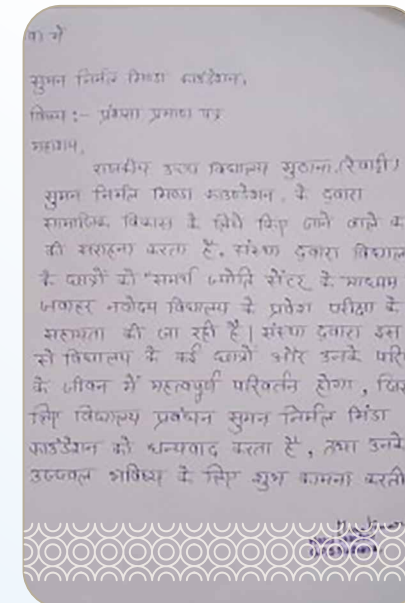 सुमन निर्मल मिण्डा फाउंडेशन,
विषय :- प्रशंसा प्रमाण पत्र
महाशय,
राजकीय उच्च विद्यालय सुठाना, (रेवाड़ी)
सुमन निर्मल मिण्डा फाउण्डेशन, के द्वारा
सामाजिक विकास के लिये किए जाने वाले
की सराहना करता है, संस्था द्वारा
के छात्रों को "समर्थ ज्योति सेंटर के माध्यम
जवाहर नवोदय विद्यालय के प्रवेश परीक्षा के
सहायता की जा रही है | संस्था द्वारा इस
से विद्यालय के कई छात्रों और उनके
के जीवन में महत्वपूर्ण परिवर्तन होगा,
लिए विद्यालय प्रबंधन सुमन निर्मल मिंडा
फाउंडेशन को धन्यवाद करता है, तथा उनके
उज्ज्वल भविष्य के लिए शुभ कामना करती